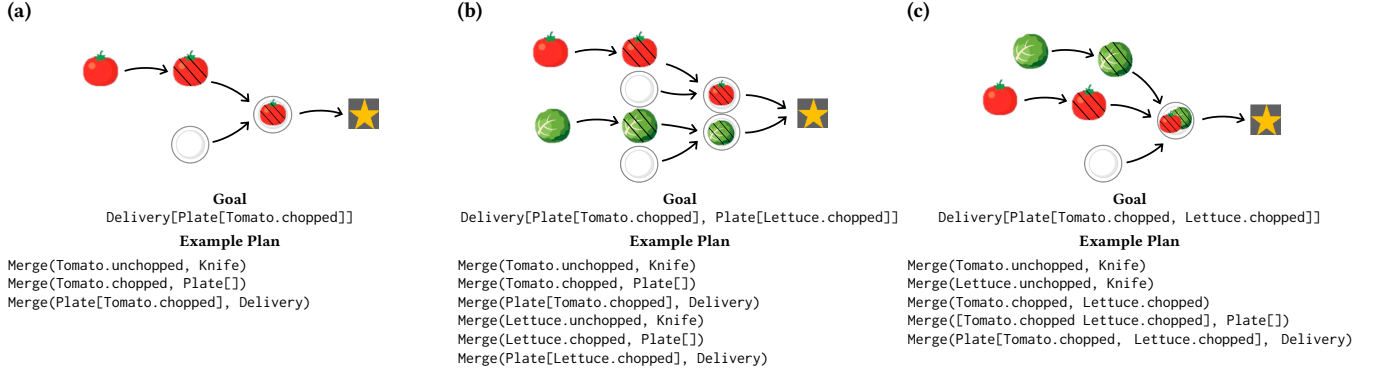 (a)
Goal
Delivery[Plate[Tomato.chopped]]
Example Plan
Merge(Tomato.unchopped, Knife)
Merge(Tomato.chopped, Plate[])
Merge(Plate[Tomato.chopped], Delivery)
(b)
Goal
Delivery[Plate[Tomato.chopped], Plate[Lettuce.chopped]]
Example Plan
Merge(Tomato.unchopped, Knife)
Merge(Tomato.chopped, Plate[])
Merge(Plate[Tomato.chopped], Delivery)
Merge(Lettuce.unchopped, Knife)
Merge(Lettuce.chopped, Plate[])
Merge(Plate[Lettuce.chopped], Delivery)
(c)
Goal
Delivery[Plate[Tomato.chopped, Lettuce.chopped]]
Example Plan
Merge(Tomato.unchopped, Knife)
Merge(Lettuce.unchopped, Knife)
Merge(Tomato.chopped, Lettuce.chopped)
Merge([Tomato.chopped Lettuce.chopped], Plate[])
Merge(Plate[Tomato.chopped, Lettuce.chopped], Delivery)